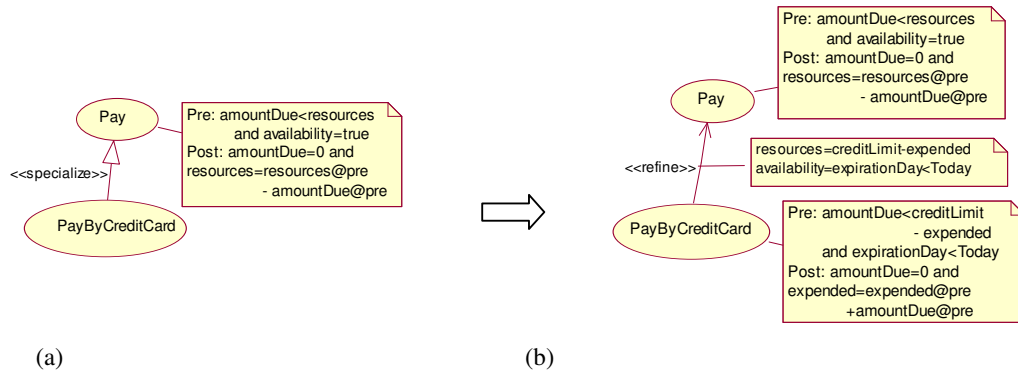 Pay
Pre: amountDue<resources
and availability=true
Post: amountDue=0 and
resources=resources@pre
- amountDue@pre
<<specialize>>
PayByCreditCard
(a)
Pre: amountDue<resources
and availability=true
Post: amountDue=0 and
resources=resources@pre
- amountDue@pre
Pay
<<refine>>
resources=creditLimit-expended
availability=expirationDay<Today
PayByCreditCard
Pre: amountDue<creditLimit
- expended
and expirationDay<Today
Post: amountDue=0 and
expended=expended@pre
+amountDue@pre
(b)